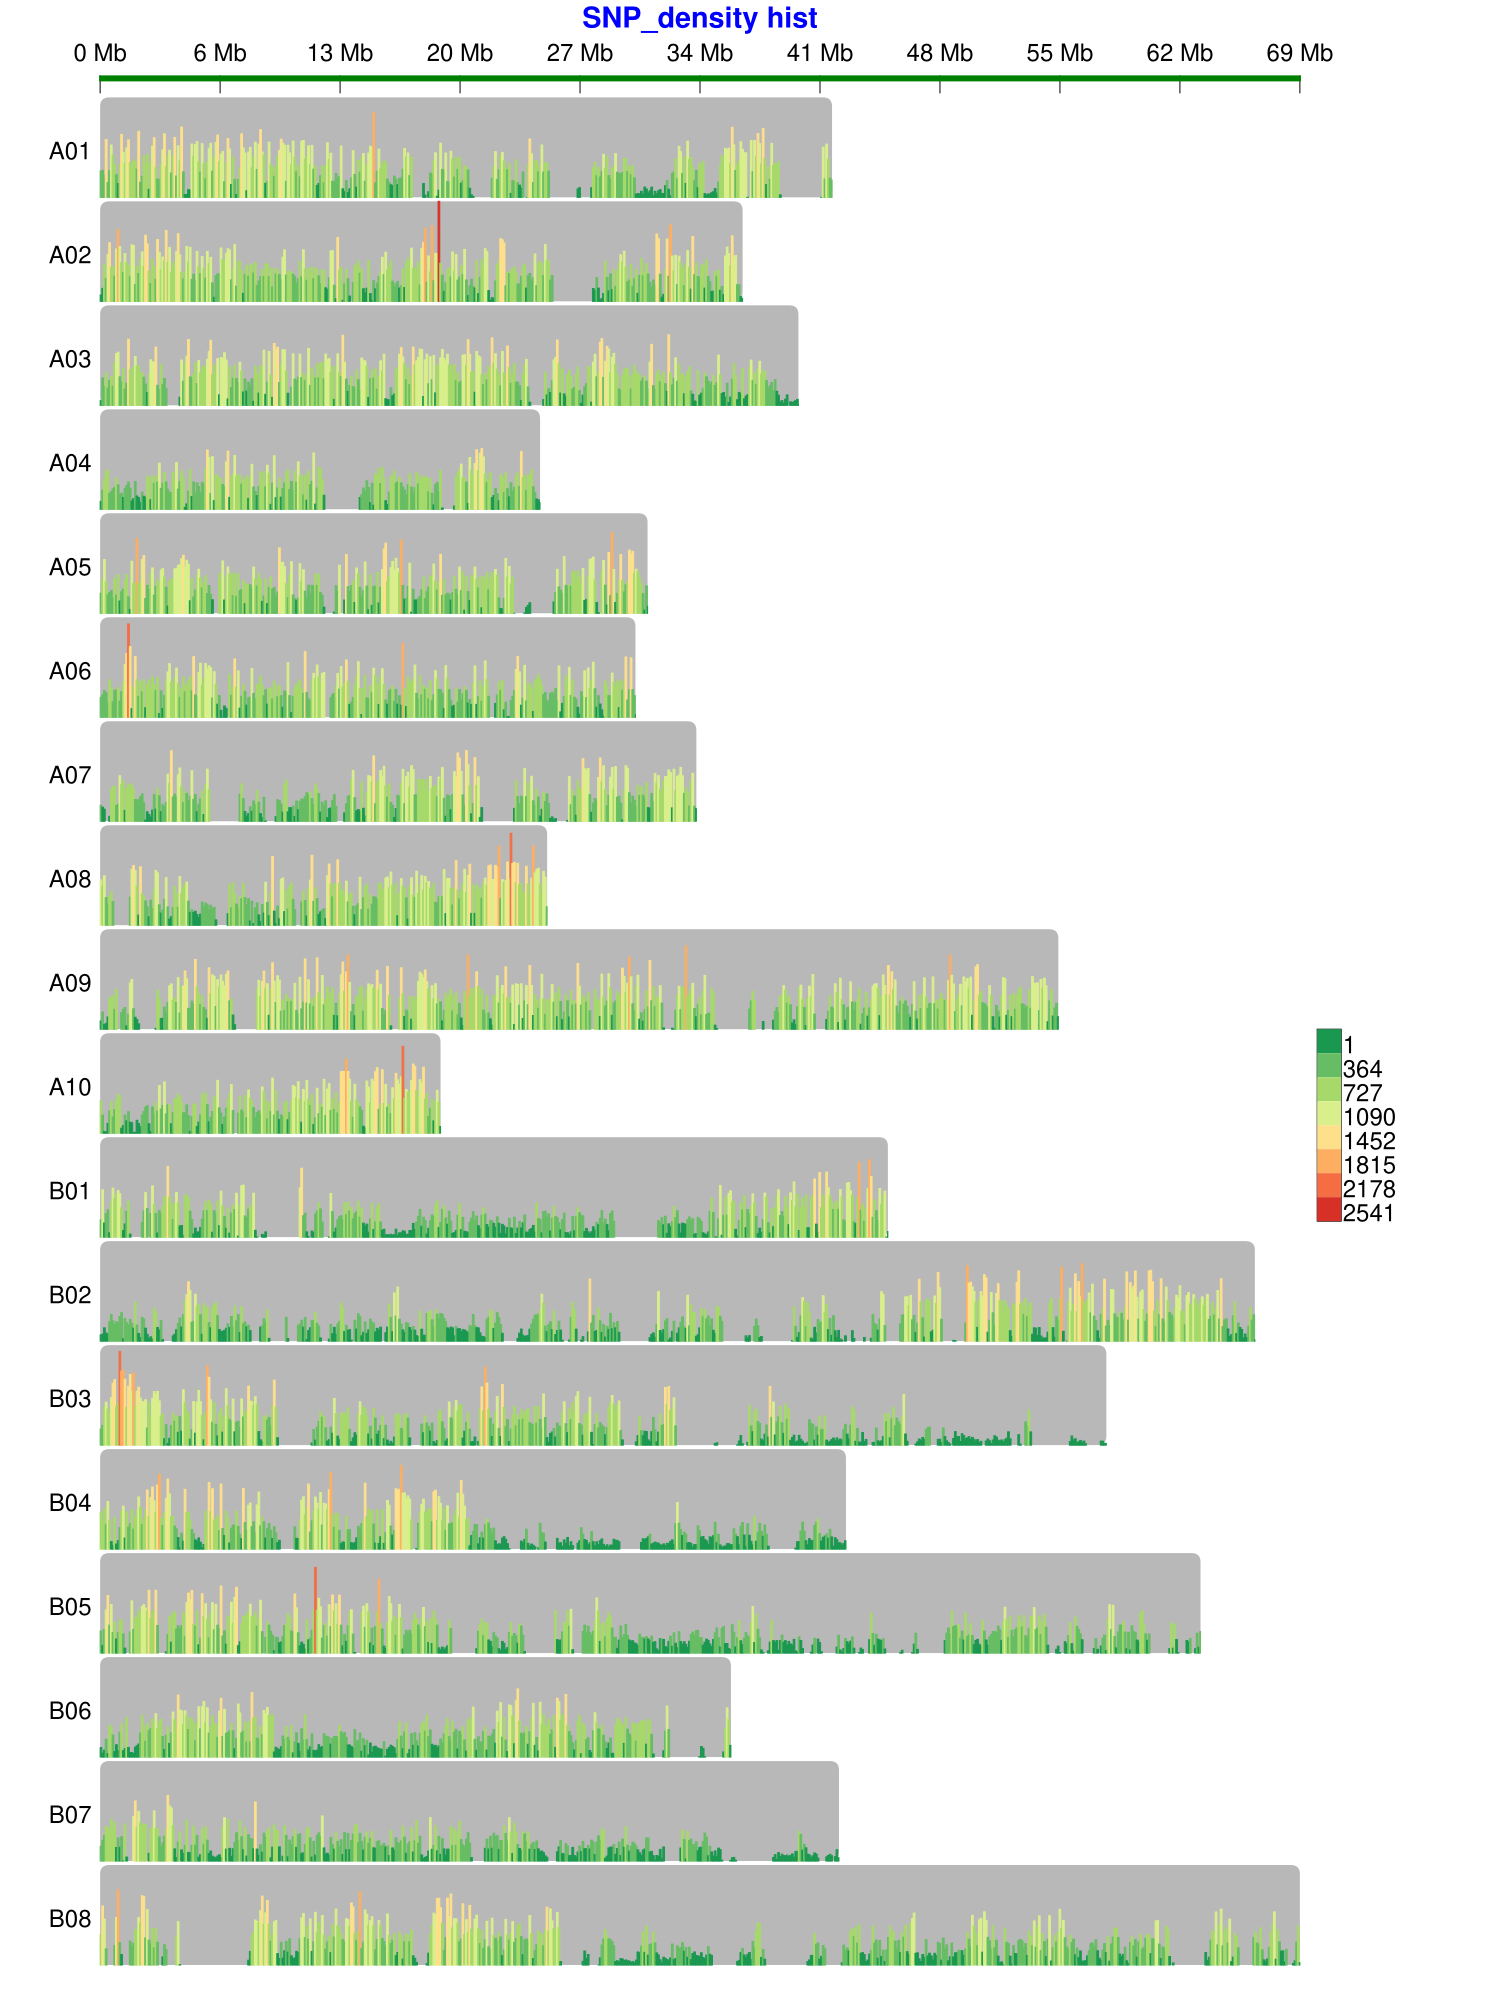 SNP_density hist
0 Mb 6 Mb 13 Mb 20 Mb 27 Mb 34 Mb 41 Mb 48 Mb 55 Mb 62 Mb 69 Mb
A01
A02
A03
A04
A05
A06
A07
A08
A09
A10
B01
B02
B03
B04
B05
B06
B07
B08
1
364
727
1090
1452
1815
2178
2541